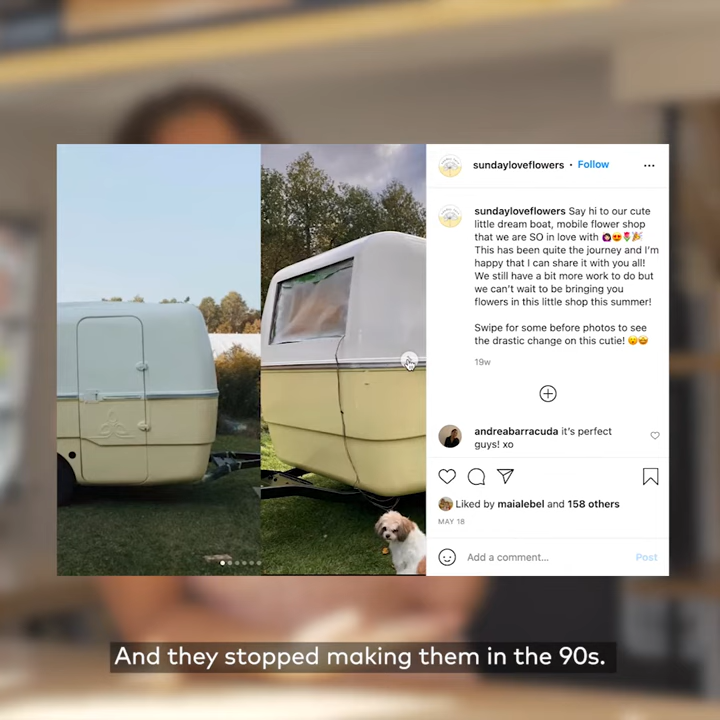 sundayloveflowers • Follow
sundayloveflowers Say hi to our cute
little dream boat, mobile flower shop
that we are SO in love with 💁🏻‍♀️😍🌷🎉
This has been quite the journey and I'm
happy that I can share it with you all!
We still have a bit more work to do but
we can't wait to be bringing you
flowers in this little shop this summer!
Swipe for some before photos to see
the drastic change on this cutie! 😉🤩
19w
andreabarracuda it's perfect
guys! xo
Liked by maialebel and 158 others
MAY 18
Add a comment...
Post
And they stopped making them in the 90s.